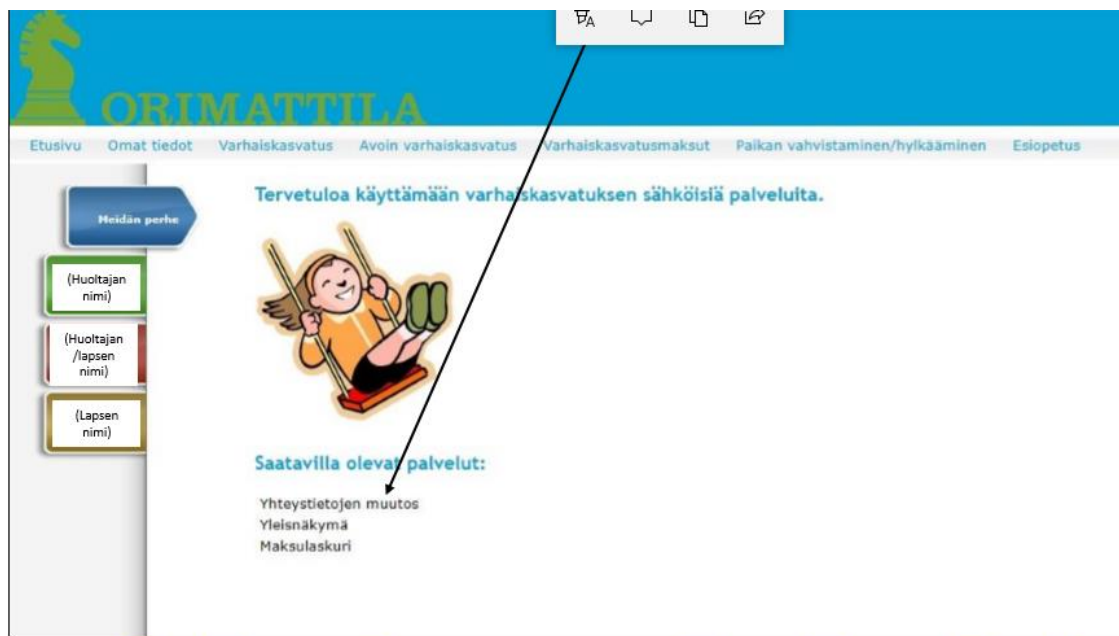 ORIMATTILA
Etusivu Omat tiedot Varhaiskasvatus Avoin varhaiskasvatus Varhaiskasvatusmaksut Paikan vahvistaminen/hylkääminen Esiopetus
Tervetuloa käyttämään varhaiskasvatuksen sähköisiä palveluita.
Heidän perhe
(Huoltajan
nimi)
(Huoltajan
/lapsen
nimi)
(Lapsen
nimi)
Saatavilla olevat palvelut:
Yhteystietojen muutos
Yleisnäkymä
Maksulaskuri